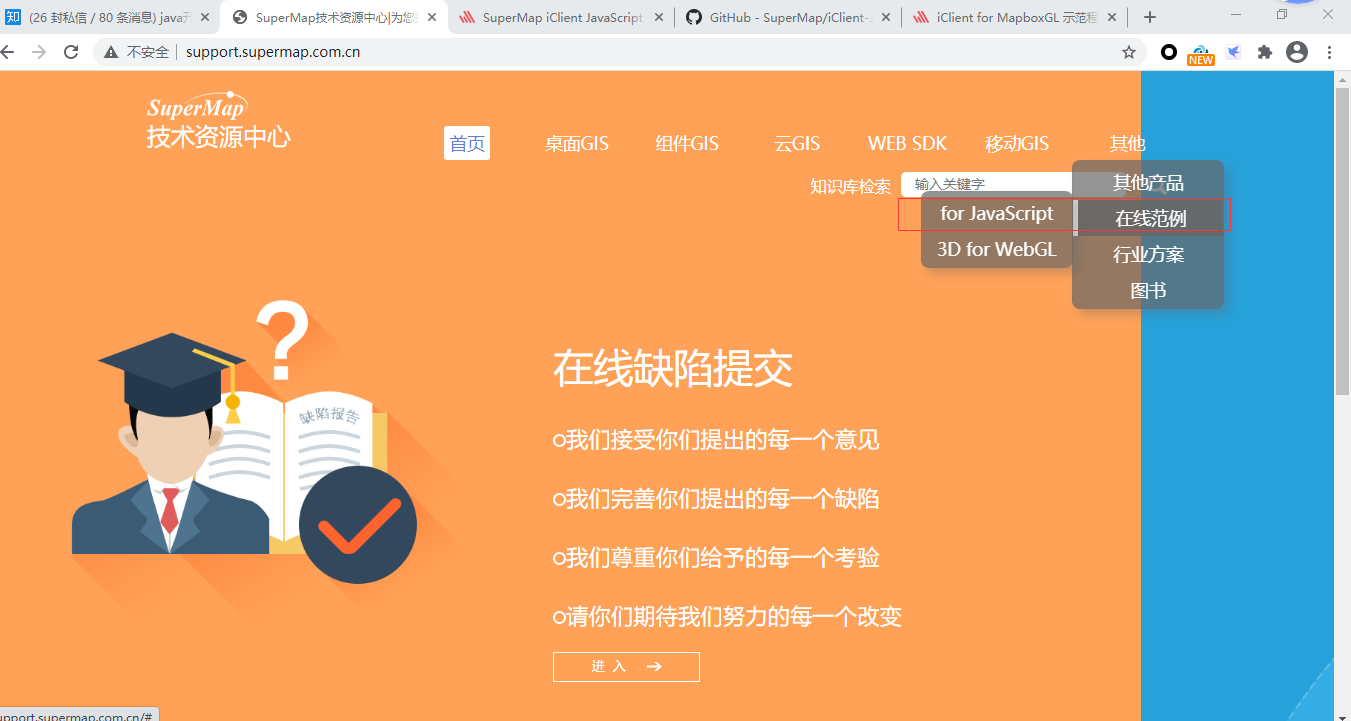 (26 封私信 / 80 条消息) java开
SuperMap技术资源中心|为您
SuperMap iClient JavaScript
GitHub - SuperMap/iClient-J
iClient for MapboxGL 示范程
不安全
support.supermap.com.cn
NEW
SuperMap
技术资源中心
首页
桌面GIS
组件GIS
云GIS
WEB SDK
移动GIS
其他
知识库检索
输入关键字
其他产品
在线范例
行业方案
图书
for JavaScript
3D for WebGL
缺陷报告
在线缺陷提交
我们接受你们提出的每一个意见
我们完善你们提出的每一个缺陷
我们尊重你们给予的每一个考验
请你们期待我们努力的每一个改变
进 入
upport.supermap.com.cn/#